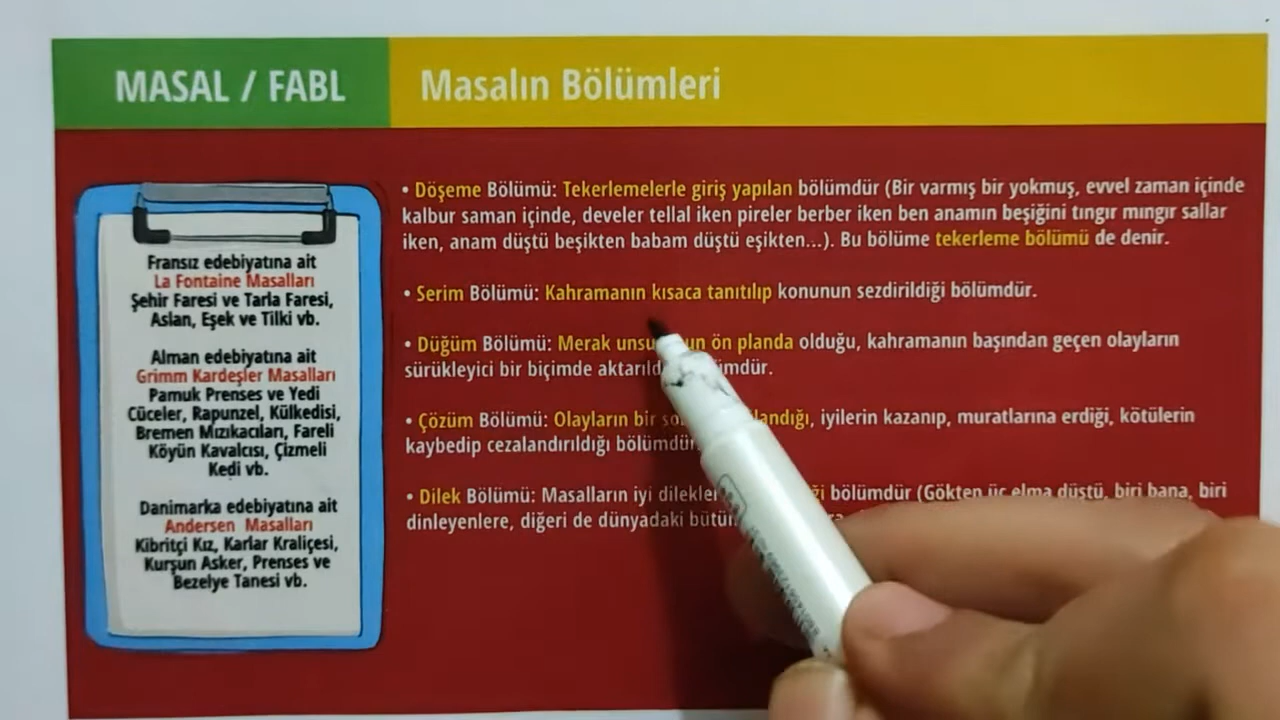 MASAL / FABL
Masalın Bölümleri
Fransız edebiyatına ait
La Fontaine Masalları
Şehir Faresi ve Tarla Faresi,
Aslan, Eşek ve Tilki vb.
Alman edebiyatına ait
Grimm Kardeşler Masalları
Pamuk Prenses ve Yedi
Cüceler, Rapunzel, Külkedisi,
Bremen Mızıkacıları, Fareli
Köyün Kavalcısı, Çizmeli
Kedi vb.
Danimarka edebiyatına ait
Andersen Masalları
Kibritçi Kız, Karlar Kraliçesi,
Kurşun Asker, Prenses ve
Bezelye Tanesi vb.
• Döşeme Bölümü: Tekerlemelerle giriş yapılan bölümdür (Bir varmış bir yokmuş, evvel zaman içinde
kalbur saman içinde, develer tellal iken pireler berber iken ben anamın beşiğini tıngır mıngır sallar
iken, anam düştü beşikten babam düştü eşikten...). Bu bölüme tekerleme bölümü de denir.
• Serim Bölümü: Kahramanın kısaca tanıtılıp konunun sezdirildiği bölümdür.
• Düğüm Bölümü: Merak ön planda olduğu, kahramanın başından geçen olayların
sürükleyici bir biçimde
• Çözüm Bölümü: Olayların bir iyilerin kazanıp, muratlarına erdiği, kötülerin
kaybedip cezalandırıldığı bölümdür.
• Dilek Bölümü: Masalların iyi bölümdür (Gökten üç elma düştü, biri bana, biri
dinleyenlere, diğeri de dünyadaki